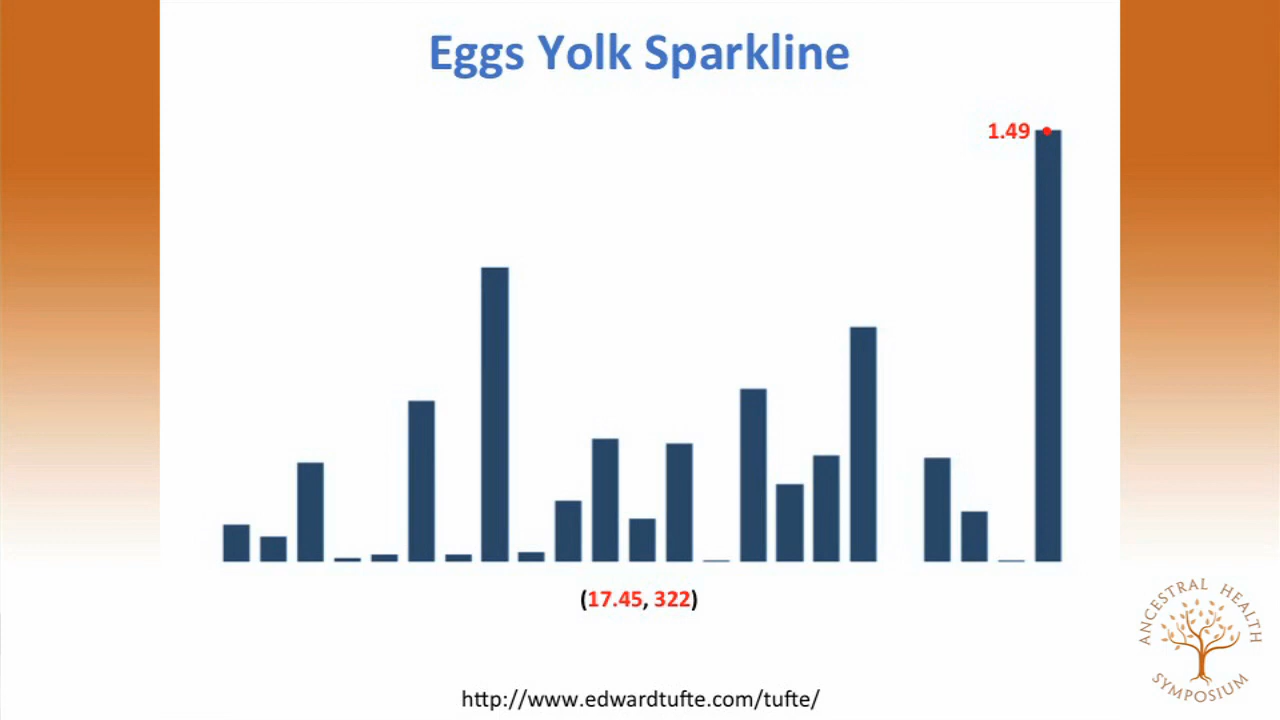 Eggs Yolk Sparkline
1.49
(17.45, 322)
http://www.edwardtufte.com/tufte/
ANCESTRAL HEALTH
SYMPOSIUM